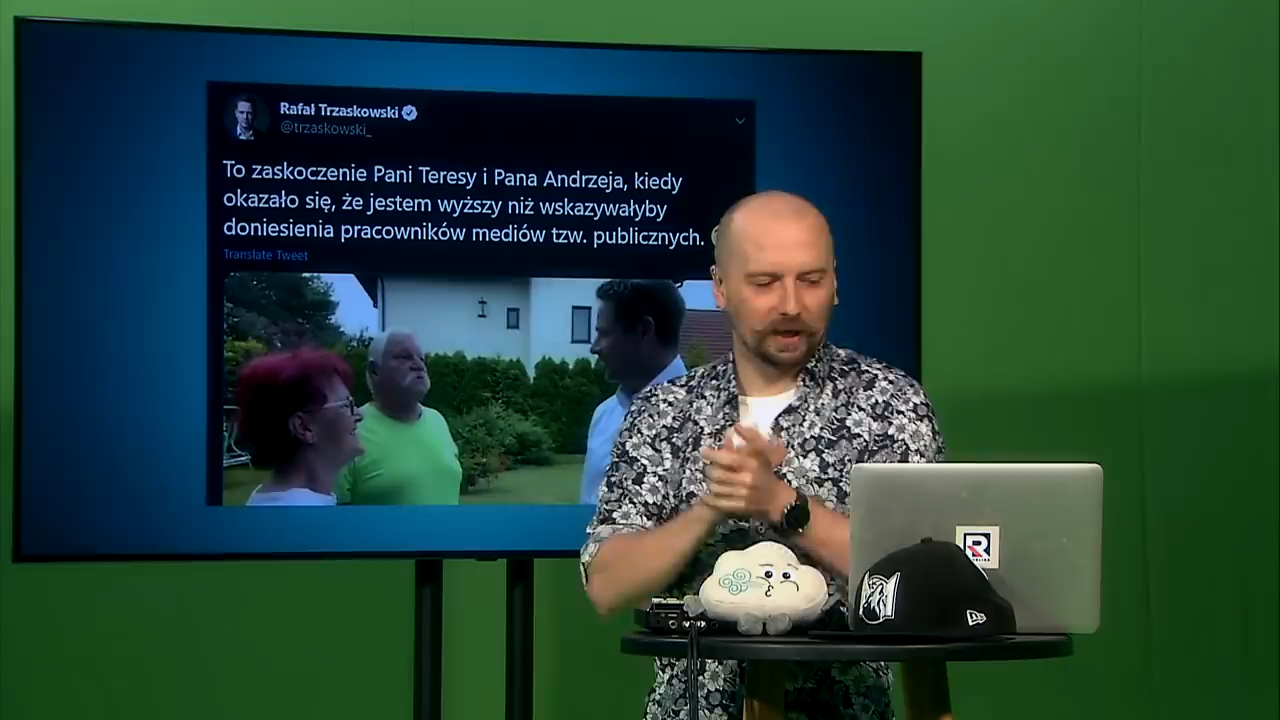 Rafał Trzaskowski
@trzaskowski_
To zaskoczenie Pani Teresy i Pana Andrzeja, kiedy
okazało się, że jestem wyższy niż wskazywałyby
doniesienia pracowników mediów tzw. publicznych.
Translate Tweet
R